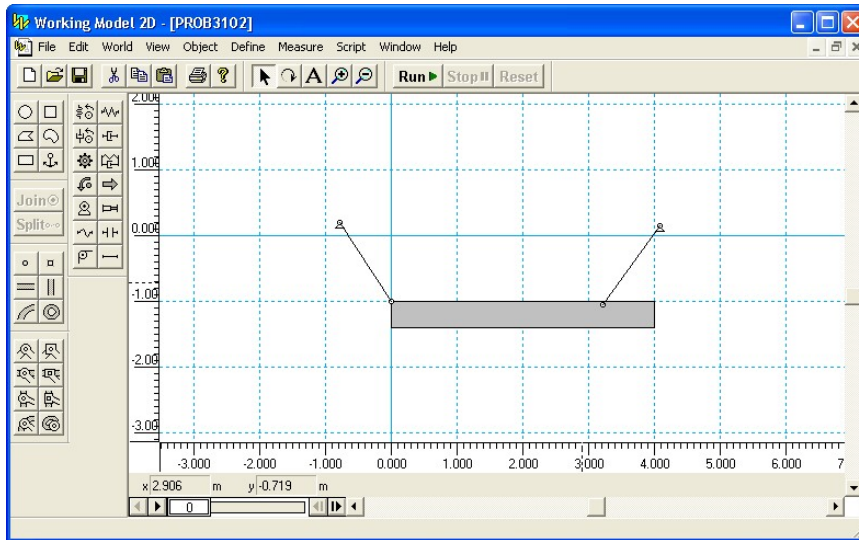 Working Model 2D - [PROB3102]
File Edit World View Object Define Measure Script Window Help
A Run Stop Reset
Join
Split
2.000
1.000
0.000
-1.00
-2.00
-3.00
-3.000 -2.000 -1.000 0.000 1.000 2.000 3.000 4.000 5.000 6.000 7
x 2.906 m y -0.719 m
0